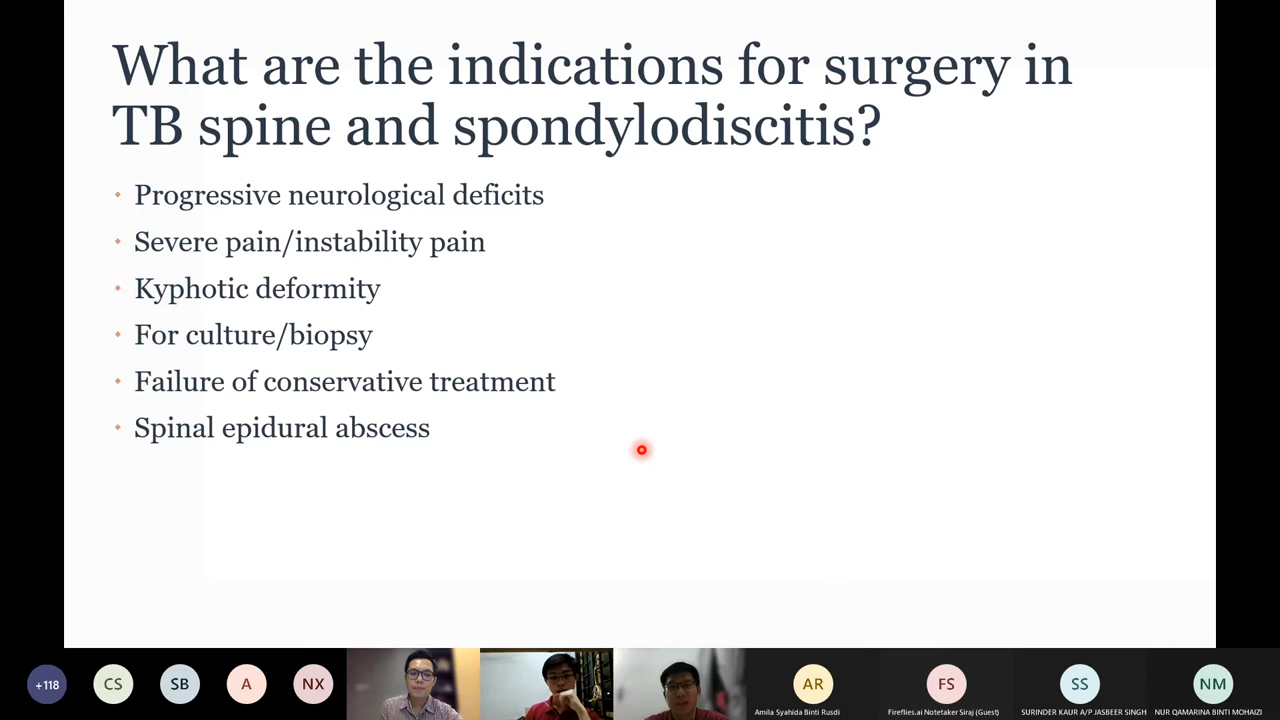 What are the indications for surgery in
TB spine and spondylodiscitis?
Progressive neurological deficits
Severe pain/instability pain
Kyphotic deformity
For culture/biopsy
Failure of conservative treatment
Spinal epidural abscess
+118
CS
SB
A
NX
AR
FS
SS
NM
Amila Syahida Binti Rusdi
Fireflies.ai Notetaker Siraj (Guest)
SURINDER KAUR A/P JASBEER SINGH
NUR QAMARINA BINTI MOHAIZI